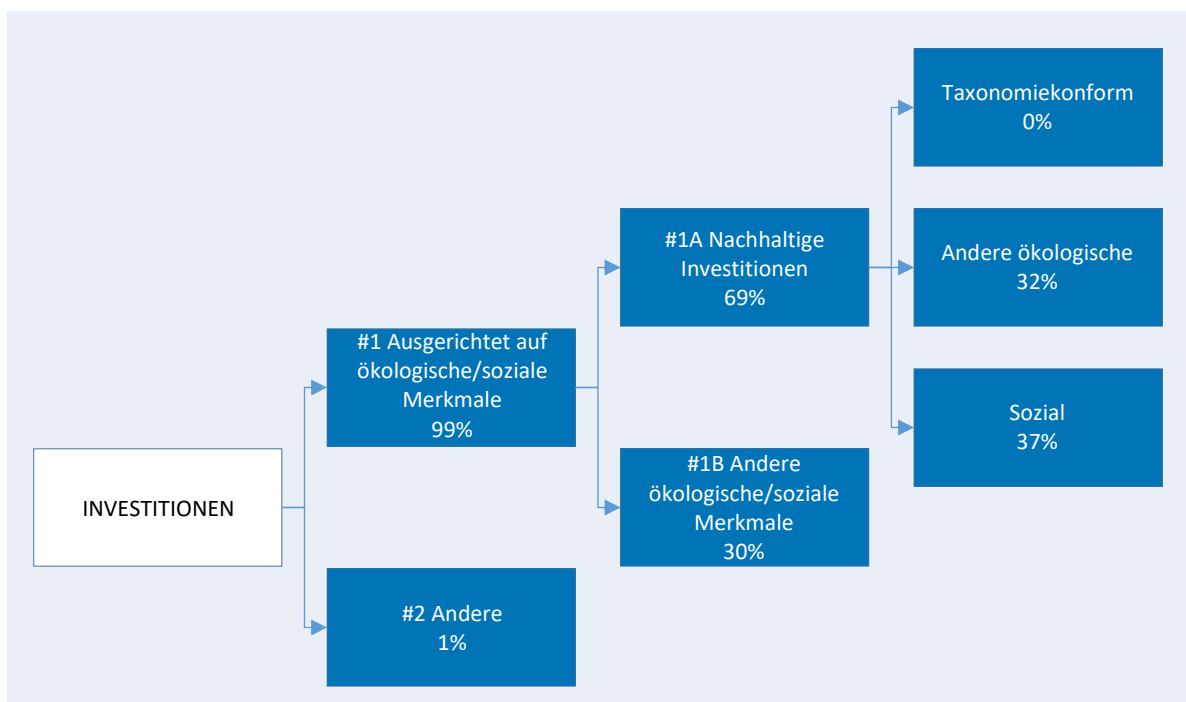 INVESTITIONEN
#1 Ausgerichtet auf
ökologische/soziale
Merkmale
99%
#2 Andere
1%
#1A Nachhaltige
Investitionen
69%
#1B Andere
ökologische/soziale
Merkmale
30%
Taxonomiekonform
0%
Andere ökologische
32%
Sozial
37%